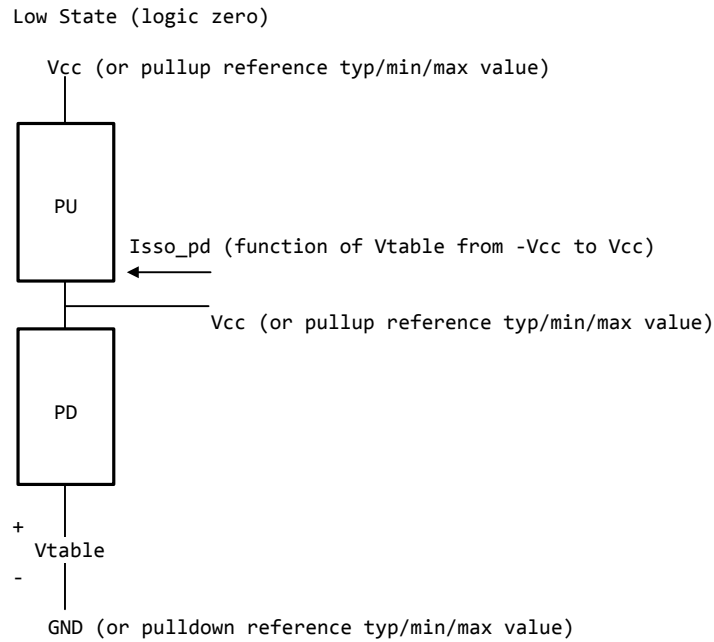 Low State (logic zero)
Vcc (or pullup reference typ/min/max value)
PU
Isso_pd (function of Vtable from -Vcc to Vcc)
Vcc (or pullup reference typ/min/max value)
PD
+
Vtable
-
GND (or pulldown reference typ/min/max value)